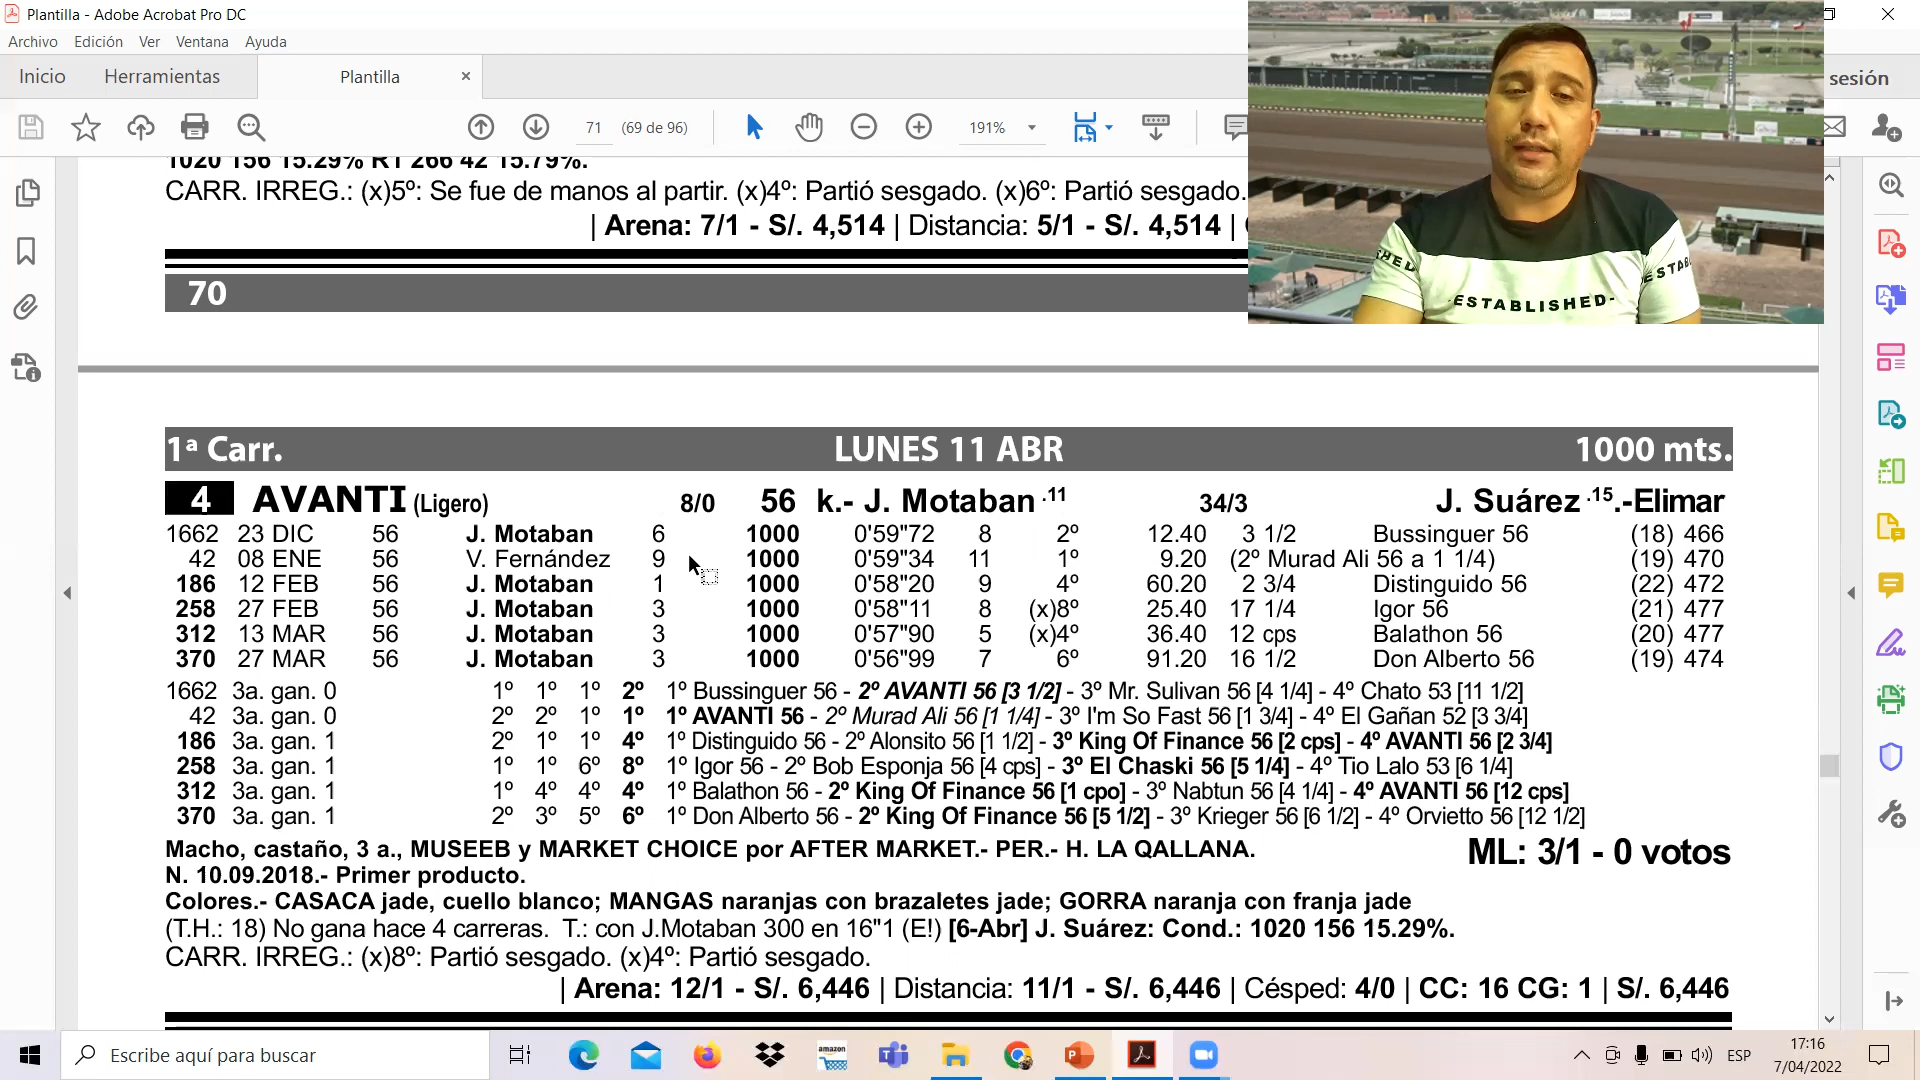 Plantilla - Adobe Acrobat Pro DC
Archivo Edición Ver Ventana Ayuda
Inicio Herramientas Plantilla × sesión
71 (69 de 96) 191%
1020 156 15.29% R1 266 42 15.79%.
CARR. IRREG.: (x)5º: Se fue de manos al partir. (x)4º: Partió sesgado. (x)6º: Partió sesgado.
| Arena: 7/1 - S/. 4,514 | Distancia: 5/1 - S/. 4,514 |
70
-ESTABLISHED-
1ª Carr. LUNES 11 ABR 1000 mts.
4 AVANTI (Ligero) 8/0 56 k.- J. Motaban .11 34/3 J. Suárez .15.-Elimar
1662 23 DIC 56 J. Motaban 6 1000 0'59"72 8 2º 12.40 3 1/2 Bussinguer 56 (18) 466
42 08 ENE 56 V. Fernández 9 1000 0'59"34 11 1º 9.20 (2º Murad Ali 56 a 1 1/4) (19) 470
186 12 FEB 56 J. Motaban 1 1000 0'58"20 9 4º 60.20 2 3/4 Distinguido 56 (22) 472
258 27 FEB 56 J. Motaban 3 1000 0'58"11 8 (x)8º 25.40 17 1/4 Igor 56 (21) 477
312 13 MAR 56 J. Motaban 3 1000 0'57"90 5 (x)4º 36.40 12 cps Balathon 56 (20) 477
370 27 MAR 56 J. Motaban 3 1000 0'56"99 7 6º 91.20 16 1/2 Don Alberto 56 (19) 474
1662 3a. gan. 0 1º 1º 1º 2º 1º Bussinguer 56 - 2º AVANTI 56 [3 1/2] - 3º Mr. Sulivan 56 [4 1/4] - 4º Chato 53 [11 1/2]
42 3a. gan. 0 2º 2º 1º 1º 1º AVANTI 56 - 2º Murad Ali 56 [1 1/4] - 3º I'm So Fast 56 [1 3/4] - 4º El Gañan 52 [3 3/4]
186 3a. gan. 1 2º 1º 1º 4º 1º Distinguido 56 - 2º Alonsito 56 [1 1/2] - 3º King Of Finance 56 [2 cps] - 4º AVANTI 56 [2 3/4]
258 3a. gan. 1 1º 1º 6º 8º 1º Igor 56 - 2º Bob Esponja 56 [4 cps] - 3º El Chaski 56 [5 1/4] - 4º Tio Lalo 53 [6 1/4]
312 3a. gan. 1 1º 4º 4º 4º 1º Balathon 56 - 2º King Of Finance 56 [1 cpo] - 3º Nabtun 56 [4 1/4] - 4º AVANTI 56 [12 cps]
370 3a. gan. 1 2º 3º 5º 6º 1º Don Alberto 56 - 2º King Of Finance 56 [5 1/2] - 3º Krieger 56 [6 1/2] - 4º Orvietto 56 [12 1/2]
Macho, castaño, 3 a., MUSEEB y MARKET CHOICE por AFTER MARKET.- PER.- H. LA QALLANA. ML: 3/1 - 0 votos
N. 10.09.2018.- Primer producto.
Colores.- CASACA jade, cuello blanco; MANGAS naranjas con brazaletes jade; GORRA naranja con franja jade
(T.H.: 18) No gana hace 4 carreras. T.: con J.Motaban 300 en 16"1 (E!) [6-Abr] J. Suárez: Cond.: 1020 156 15.29%.
CARR. IRREG.: (x)8º: Partió sesgado. (x)4º: Partió sesgado.
| Arena: 12/1 - S/. 6,446 | Distancia: 11/1 - S/. 6,446 | Césped: 4/0 | CC: 16 CG: 1 | S/. 6,446
Escribe aquí para buscar amazon ESP 17:16
7/04/2022